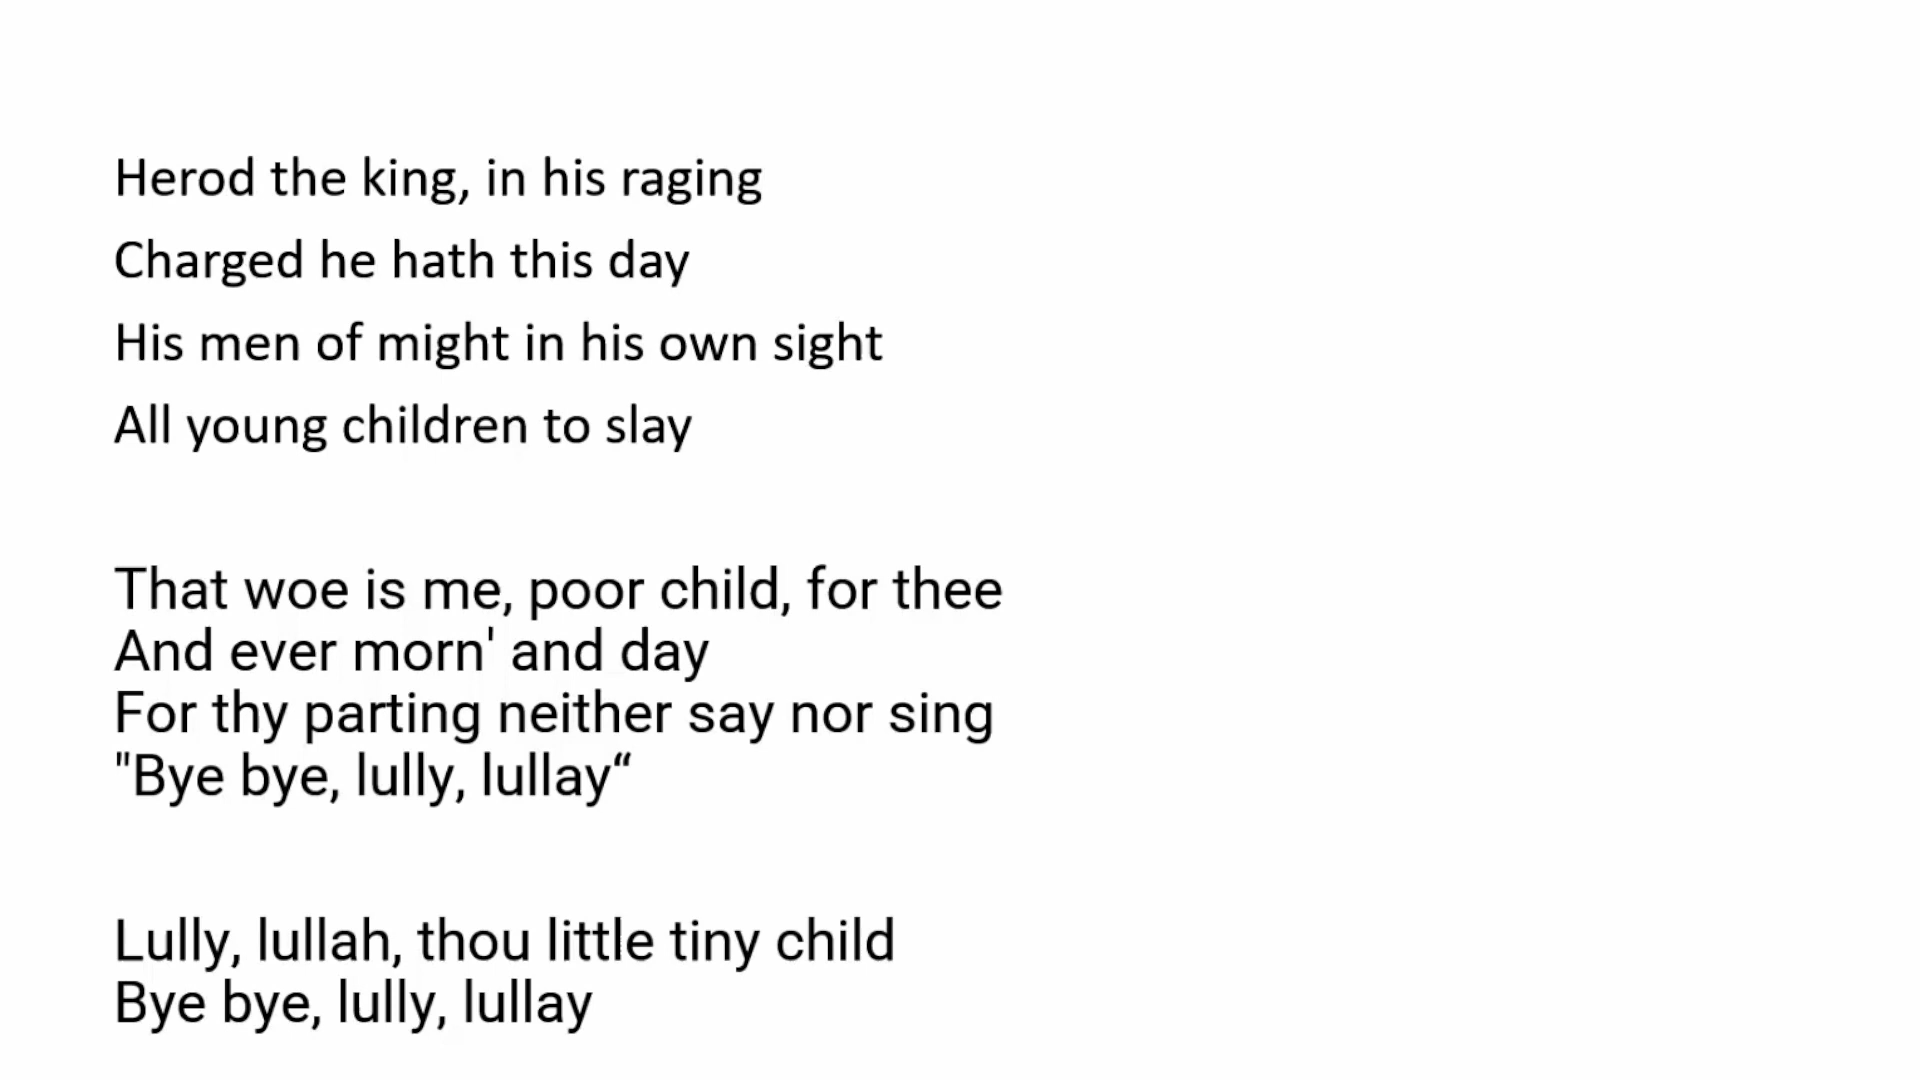 Herod the king, in his raging
Charged he hath this day
His men of might in his own sight
All young children to slay
That woe is me, poor child, for thee
And ever morn' and day
For thy parting neither say nor sing
"Bye bye, lully, lullay“
Lully, lullah, thou little tiny child
Bye bye, lully, lullay